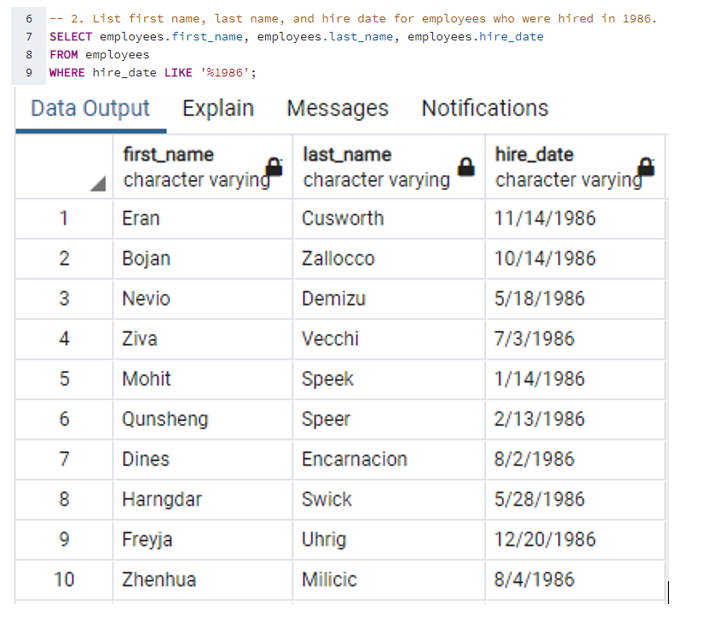 6 -- 2. List first name, last name, and hire date for employees who were hired in 1986.
7 SELECT employees.first_name, employees.last_name, employees.hire_date
8 FROM employees
9 WHERE hire_date LIKE '%1986';
Data Output Explain Messages Notifications
first_name last_name hire_date
character varying character varying character varying
1 Eran Cusworth 11/14/1986
2 Bojan Zallocco 10/14/1986
3 Nevio Demizu 5/18/1986
4 Ziva Vecchi 7/3/1986
5 Mohit Speek 1/14/1986
6 Qunsheng Speer 2/13/1986
7 Dines Encarnacion 8/2/1986
8 Harngdar Swick 5/28/1986
9 Freyja Uhrig 12/20/1986
10 Zhenhua Milicic 8/4/1986